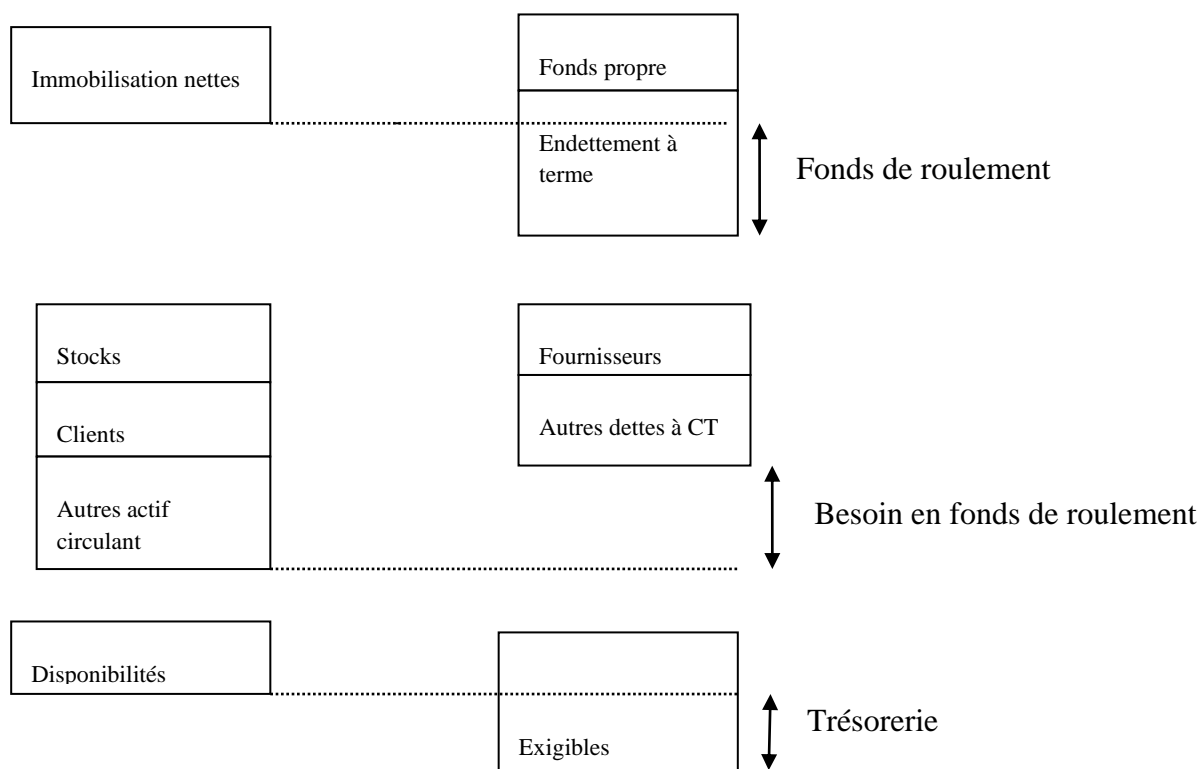 Immobilisation nettes
Fonds propre
Endettement à
terme
Fonds de roulement
Stocks
Clients
Autres actif
circulant
Fournisseurs
Autres dettes à CT
Besoin en fonds de roulement
Disponibilités
Exigibles
Trésorerie